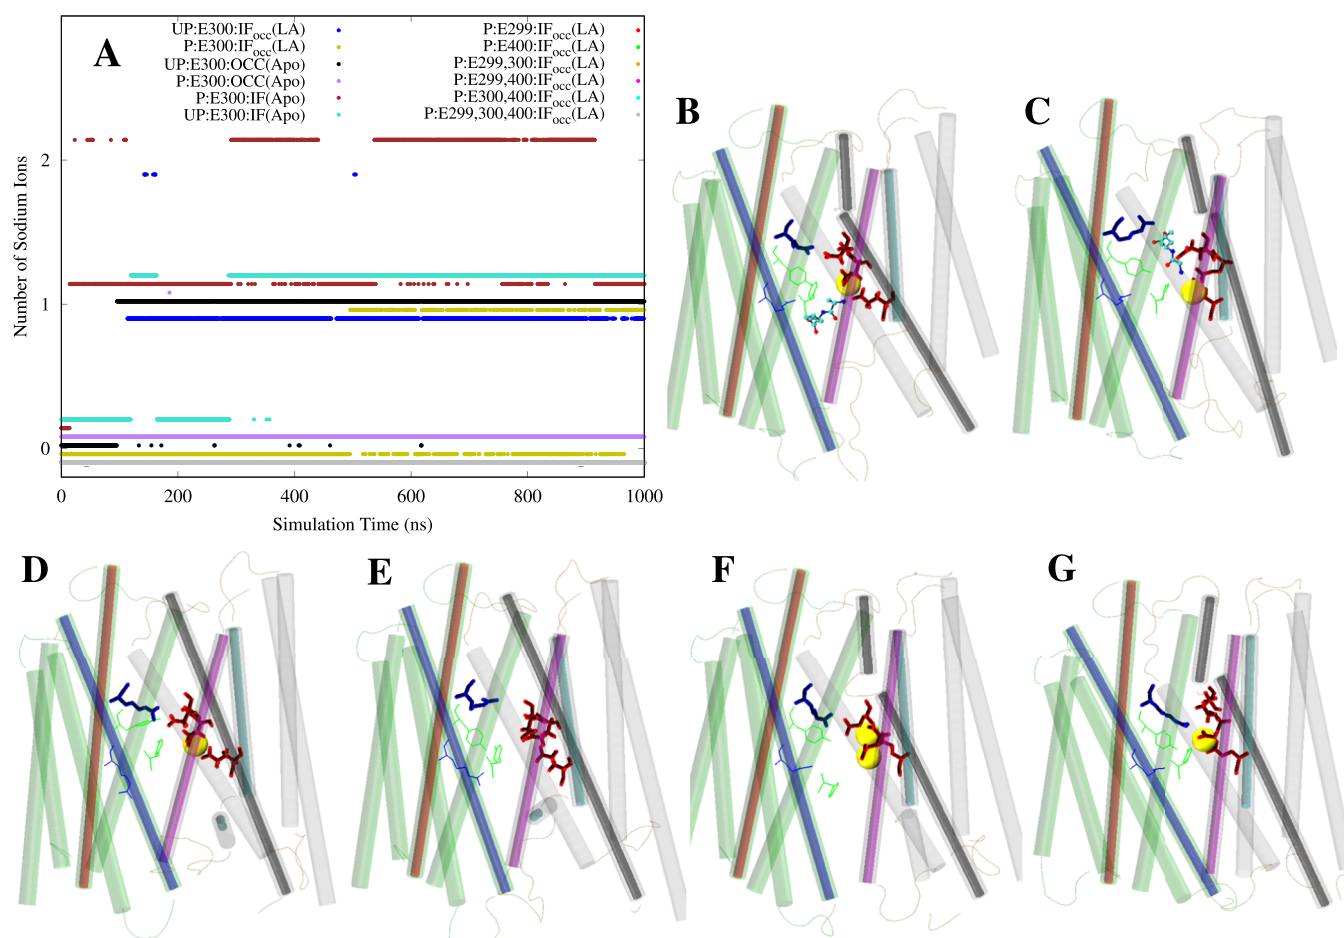 A
UP:E300:IFocc(LA)
P:E300:IFocc(LA)
UP:E300:OCC(Apo)
P:E300:OCC(Apo)
P:E300:IF(Apo)
UP:E300:IF(Apo)
P:E299:IFocc(LA)
P:E400:IFocc(LA)
P:E299,300:IFocc(LA)
P:E299,400:IFocc(LA)
P:E300,400:IFocc(LA)
P:E299,300,400:IFocc(LA)
Number of Sodium Ions
2
1
0
0 200 400 600 800 1000
Simulation Time (ns)
B
C
D
E
F
G